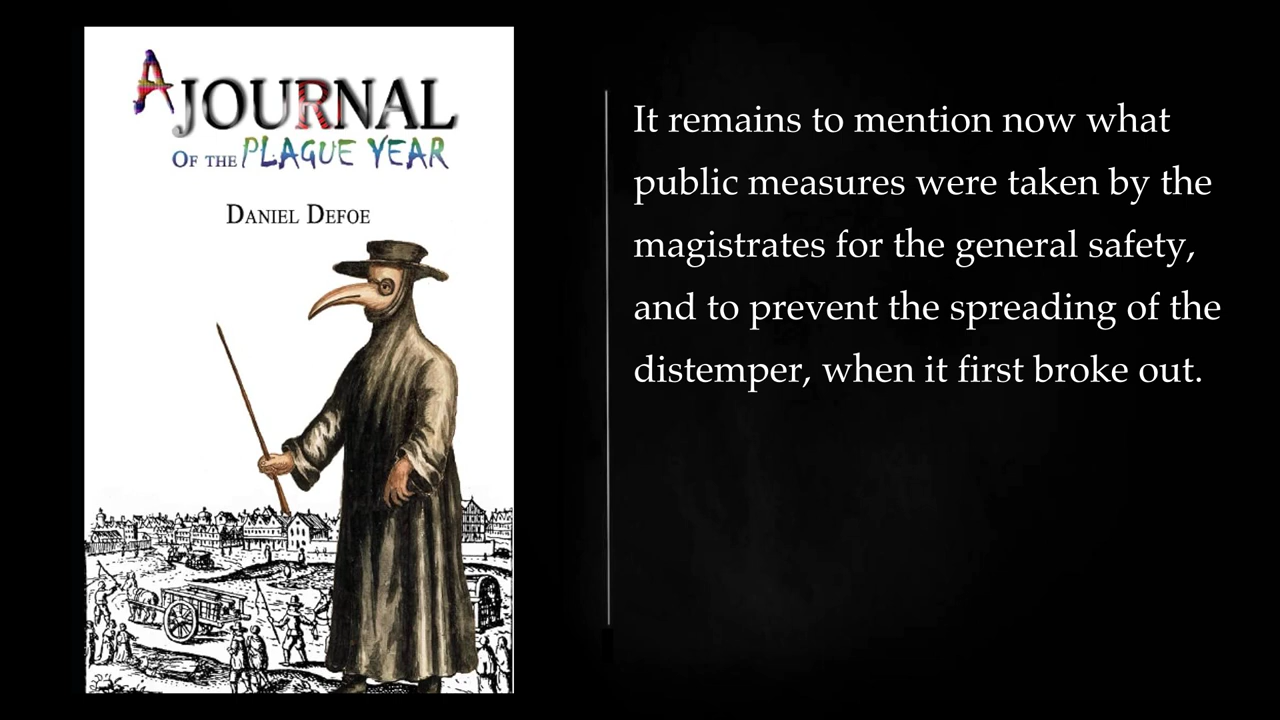 A JOURNAL
OF THE PLAGUE YEAR
DANIEL DEFOE
It remains to mention now what
public measures were taken by the
magistrates for the general safety,
and to prevent the spreading of the
distemper, when it first broke out.